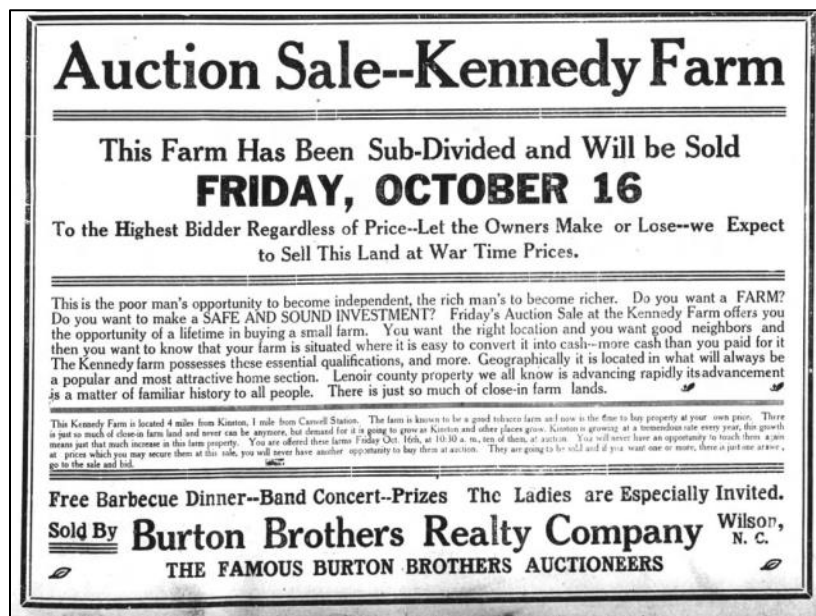 Auction Sale--Kennedy Farm
This Farm Has Been Sub-Divided and Will be Sold
FRIDAY, OCTOBER 16
To the Highest Bidder Regardless of Price--Let the Owners Make or Lose--we Expect
to Sell This Land at War Time Prices.
This is the poor man's opportunity to become independent, the rich man's to become richer. Do you want a FARM?
Do you want to make a SAFE AND SOUND INVESTMENT? Friday's Auction Sale at the Kennedy Farm offers you
the opportunity of a lifetime in buying a small farm. You want the right location and you want good neighbors and
then you want to know that your farm is situated where it is easy to convert it into cash--more cash than you paid for it
The Kennedy farm possesses these essential qualifications, and more. Geographically it is located in what will always be
a popular and most attractive home section. Lenoir county property we all know is advancing rapidly its advancement
is a matter of familiar history to all people. There is just so much of close-in farm lands.
This Kennedy Farm is located 4 miles from Kinston, 1 mile from Caswell Station. The farm is known to be a good tobacco farm and now is the time to buy property at your own price. There
is just so much of close-in farm land and never can be anymore, but demand for it is going to grow as Kinston and other places grow. Kinston is growing at a tremendous rate every year, this growth
means just that much increase in this farm property. You are offered these farms Friday Oct. 16th, at 10:30 a. m., ten of them, at auction. You will never have an opportunity to touch them again
at prices which you may secure them at this sale, you will never have another opportunity to buy them at auction. They are going to be sold and if you want one or more, there is just one
go to the sale and bid.
Free Barbecue Dinner--Band Concert--Prizes The Ladies are Especially Invited.
Sold By Burton Brothers Realty Company Wilson, N. C.
THE FAMOUS BURTON BROTHERS AUCTIONEERS